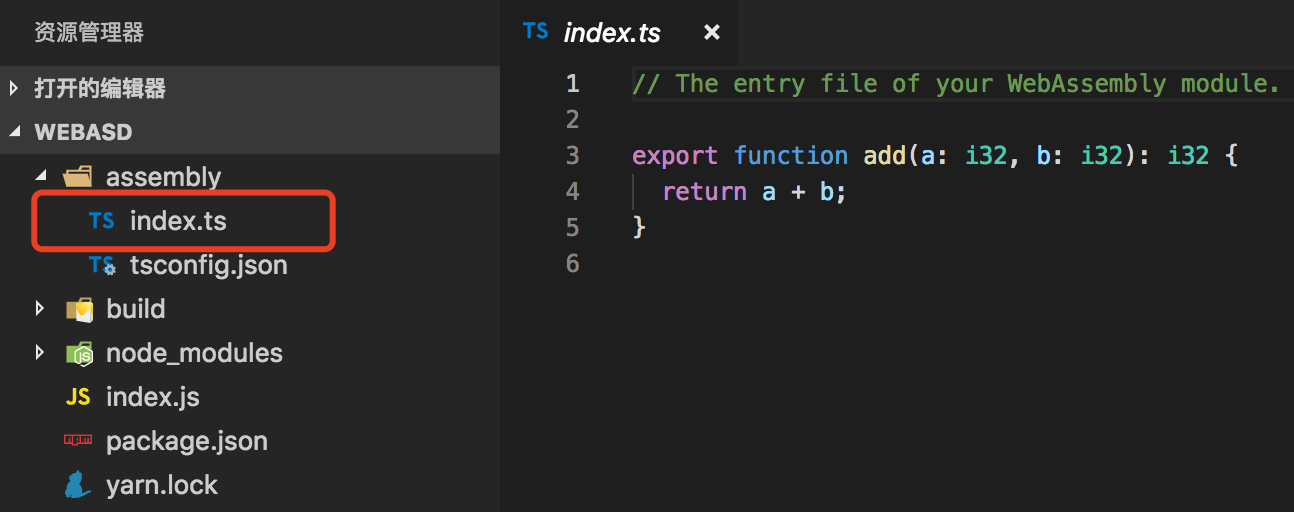 资源管理器
打开的编辑器
WEBASD
assembly
TS index.ts
TS tsconfig.json
build
JS node_modules
JS index.js
npm package.json
yarn.lock
TS index.ts ×
1 // The entry file of your WebAssembly module.
2
3 export function add(a: i32, b: i32): i32 {
4 return a + b;
5 }
6